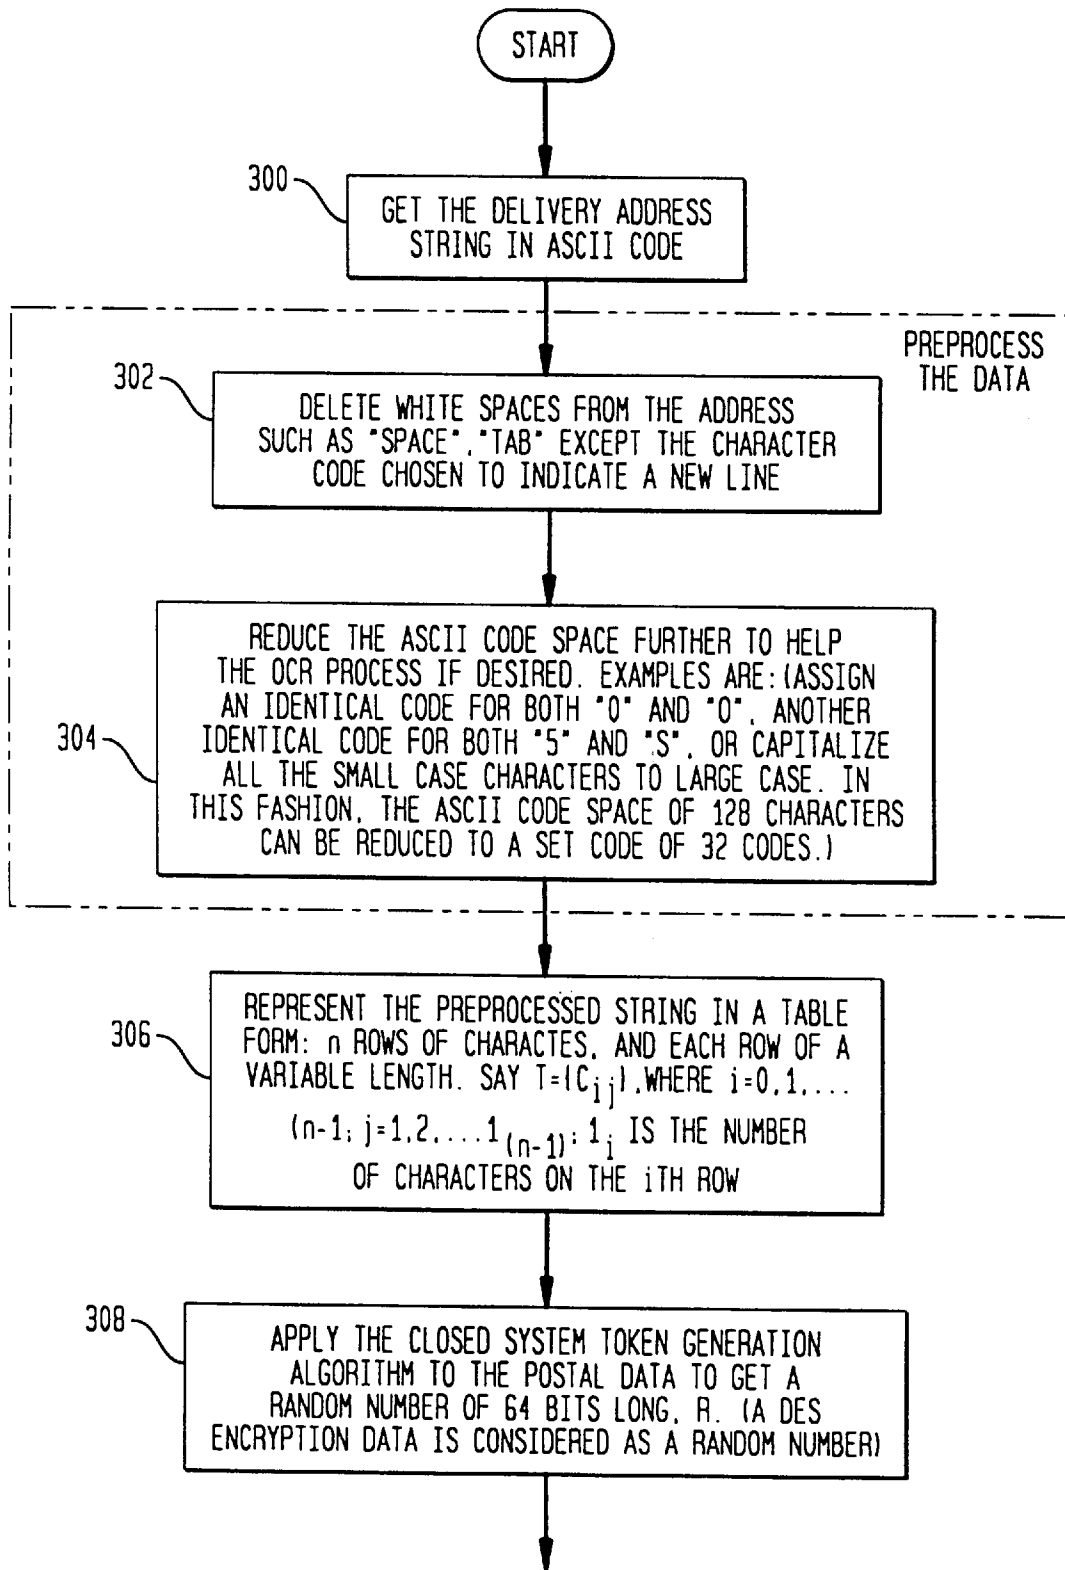 START
300
GET THE DELIVERY ADDRESS
STRING IN ASCII CODE
PREPROCESS
THE DATA
302
DELETE WHITE SPACES FROM THE ADDRESS
SUCH AS "SPACE", "TAB" EXCEPT THE CHARACTER
CODE CHOSEN TO INDICATE A NEW LINE
304
REDUCE THE ASCII CODE SPACE FURTHER TO HELP
THE OCR PROCESS IF DESIRED. EXAMPLES ARE: (ASSIGN
AN IDENTICAL CODE FOR BOTH "0" AND "O", ANOTHER
IDENTICAL CODE FOR BOTH "5" AND "S", OR CAPITALIZE
ALL THE SMALL CASE CHARACTERS TO LARGE CASE. IN
THIS FASHION, THE ASCII CODE SPACE OF 128 CHARACTERS
CAN BE REDUCED TO A SET CODE OF 32 CODES.)
306
REPRESENT THE PREPROCESSED STRING IN A TABLE
FORM: n ROWS OF CHARACTES, AND EACH ROW OF A
VARIABLE LENGTH. SAY T=(C_{ij}), WHERE i=0,1,...
(n-1; j=1,2,...1_{(n-1)}; 1_i IS THE NUMBER
OF CHARACTERS ON THE iTH ROW
308
APPLY THE CLOSED SYSTEM TOKEN GENERATION
ALGORITHM TO THE POSTAL DATA TO GET A
RANDOM NUMBER OF 64 BITS LONG, R. (A DES
ENCRYPTION DATA IS CONSIDERED AS A RANDOM NUMBER)